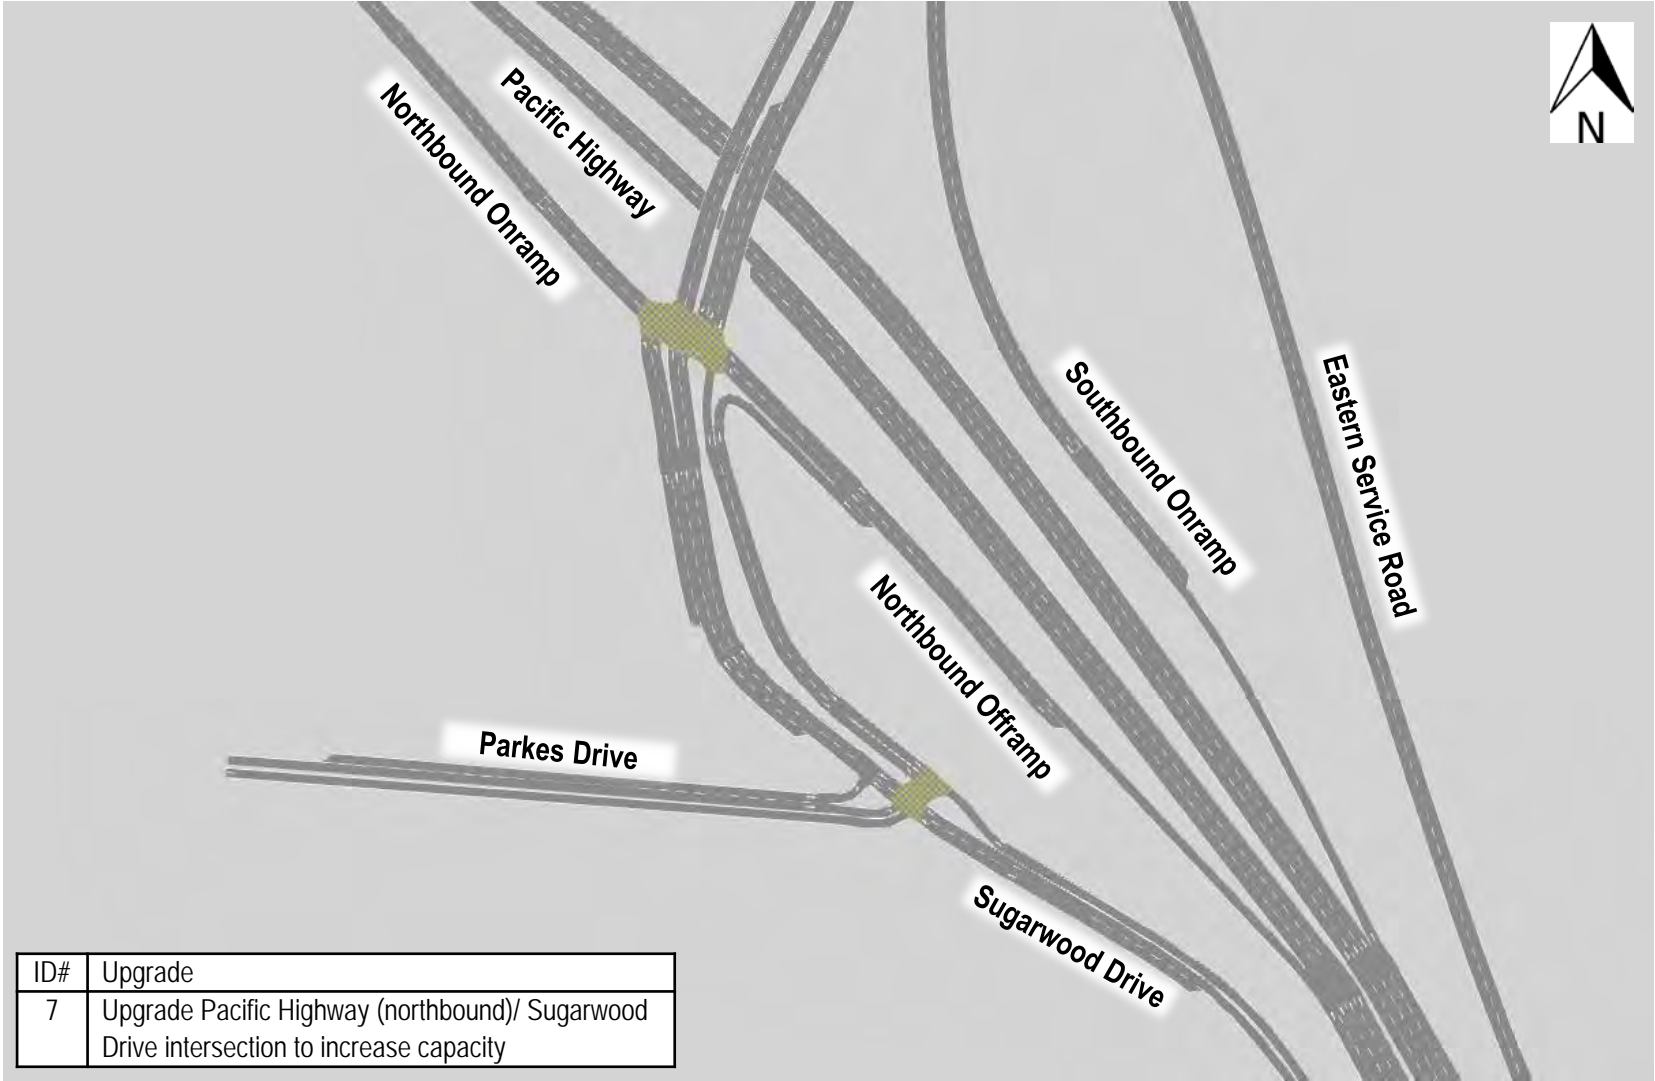 N
Northbound Onramp
Pacific Highway
Southbound Onramp
Eastern Service Road
Northbound Offramp
Parkes Drive
Sugarwood Drive
ID# Upgrade
7 Upgrade Pacific Highway (northbound)/ Sugarwood
Drive intersection to increase capacity